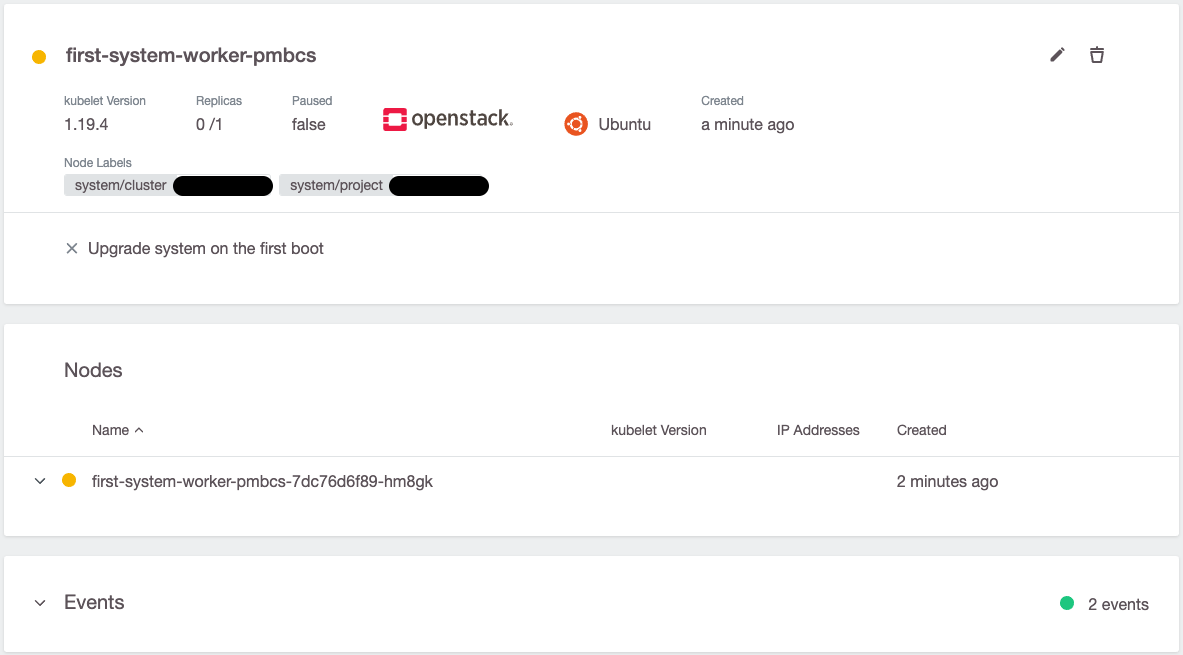 first-system-worker-pmbcs
kubelet Version Replicas Paused Created
1.19.4 0 /1 false openstack. Ubuntu a minute ago
Node Labels
system/cluster system/project
Upgrade system on the first boot
Nodes
Name kubelet Version IP Addresses Created
first-system-worker-pmbcs-7dc76d6f89-hm8gk 2 minutes ago
Events 2 events